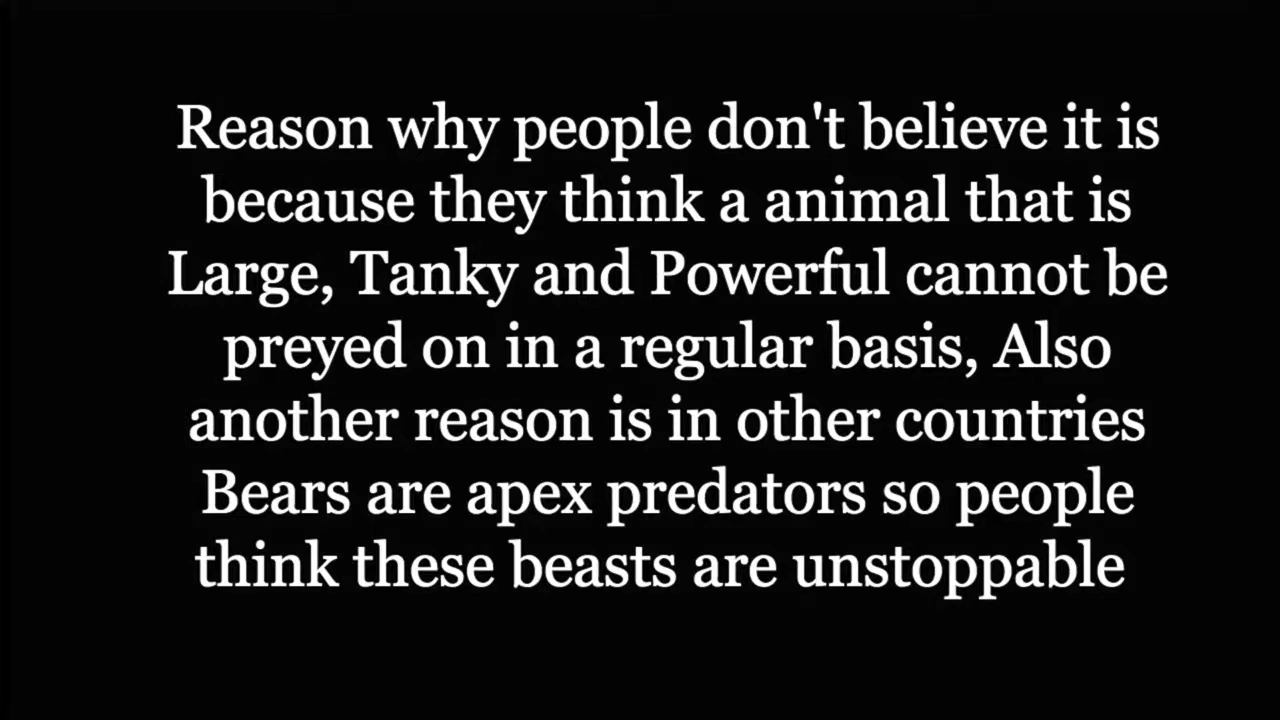 Reason why people don't believe it is
because they think a animal that is
Large, Tanky and Powerful cannot be
preyed on in a regular basis, Also
another reason is in other countries
Bears are apex predators so people
think these beasts are unstoppable